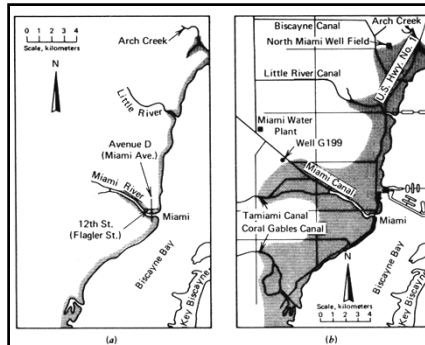 0 1 2 3 4
Scale, kilometers
Arch Creek
N
Little River
Avenue D
(Miami Ave.)
Miami River
Miami
12th St.
(Flagler St.)
Biscayne Bay
Key Biscayne
(a)
Biscayne Canal
Arch Creek
North Miami Well Field
U.S. Hwy. No. 1
Little River Canal
Miami Water
Plant
Well G199
Miami Canal
Miami
Tamiami Canal
Coral Gables Canal
N
Biscayne Bay
0 1 2 3 4
Scale, kilometers
Key Biscayne
(b)